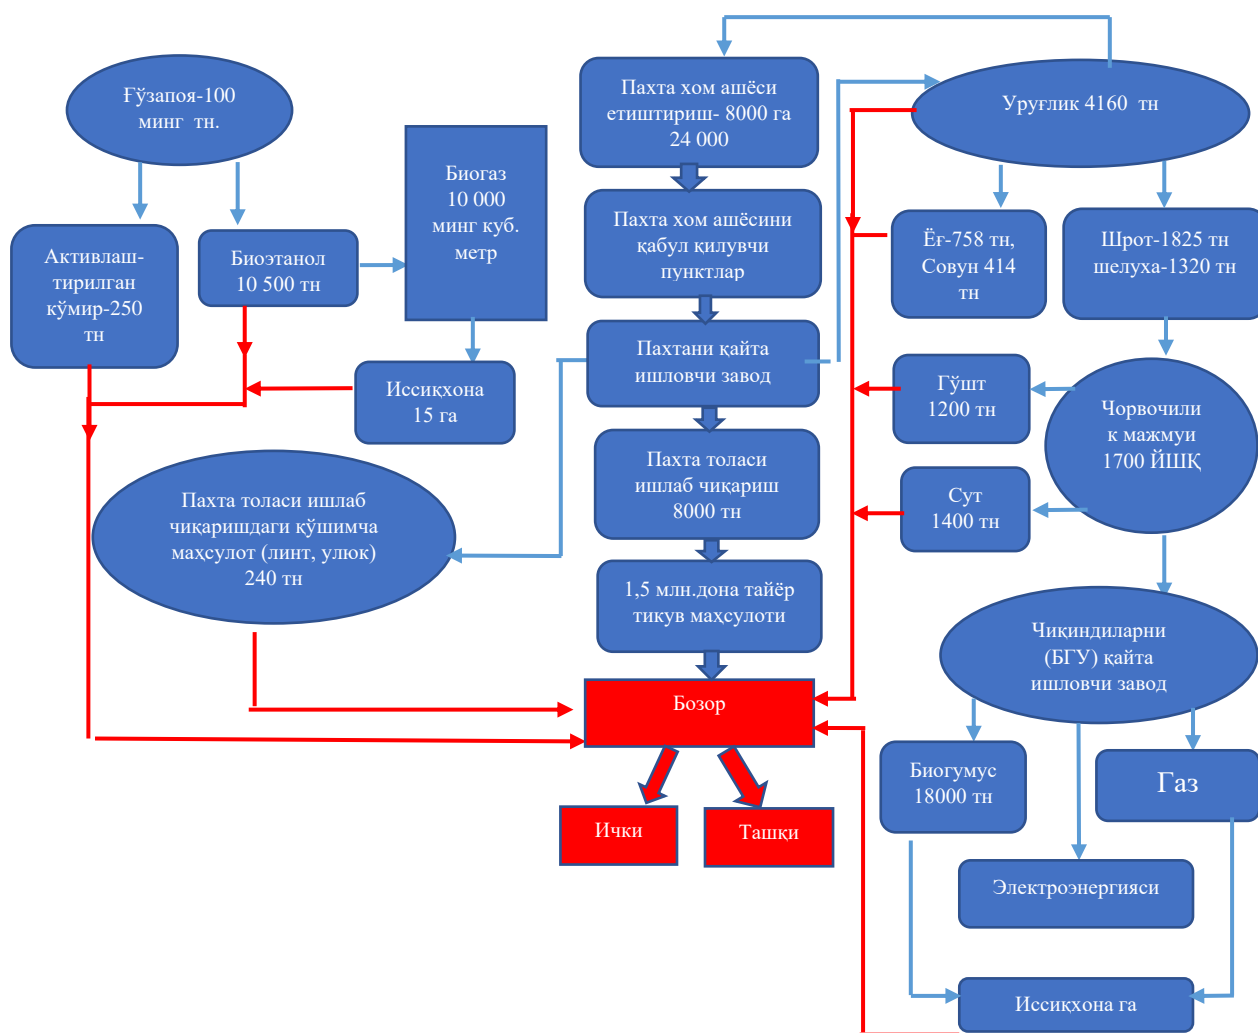 Ғўзапоя-100
минг тн.
Биогаз
10 000
минг куб.
метр
Активлаш-
тирилган
кўмир-250
тн
Биоэтанол
10 500 тн
Иссиқхона
15 га
Пахта толаси ишлаб
чиқаришдаги қўшимча
маҳсулот (линт, улюк)
240 тн
Пахта хом ашёси
етиштириш- 8000 га
24 000
Пахта хом ашёсини
қабул қилувчи
пунктлар
Пахтани қайта
ишловчи завод
Пахта толаси
ишлаб чиқариш
8000 тн
1,5 млн.дона тайёр
тикув маҳсулоти
Бозор
Ички
Ташқи
Уруғлик 4160 тн
Ёғ-758 тн,
Совун 414
тн
Шрот-1825 тн
шелуха-1320 тн
Гўшт
1200 тн
Сут
1400 тн
Чорвочили
к мажмуи
1700 ЙШҚ
Чиқиндиларни
(БГУ) қайта
ишловчи завод
Биогумус
18000 тн
Газ
Электроэнергияси
Иссиқхона га